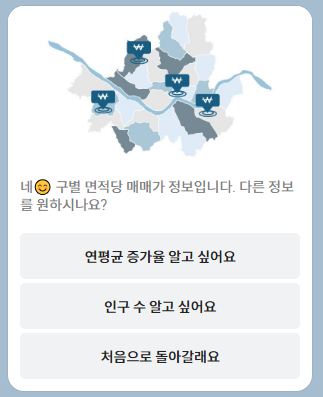 ₩
₩
₩
₩
네😊 구별 면적당 매매가 정보입니다. 다른 정보
를 원하시나요?
연평균 증가율 알고 싶어요
인구 수 알고 싶어요
처음으로 돌아갈래요